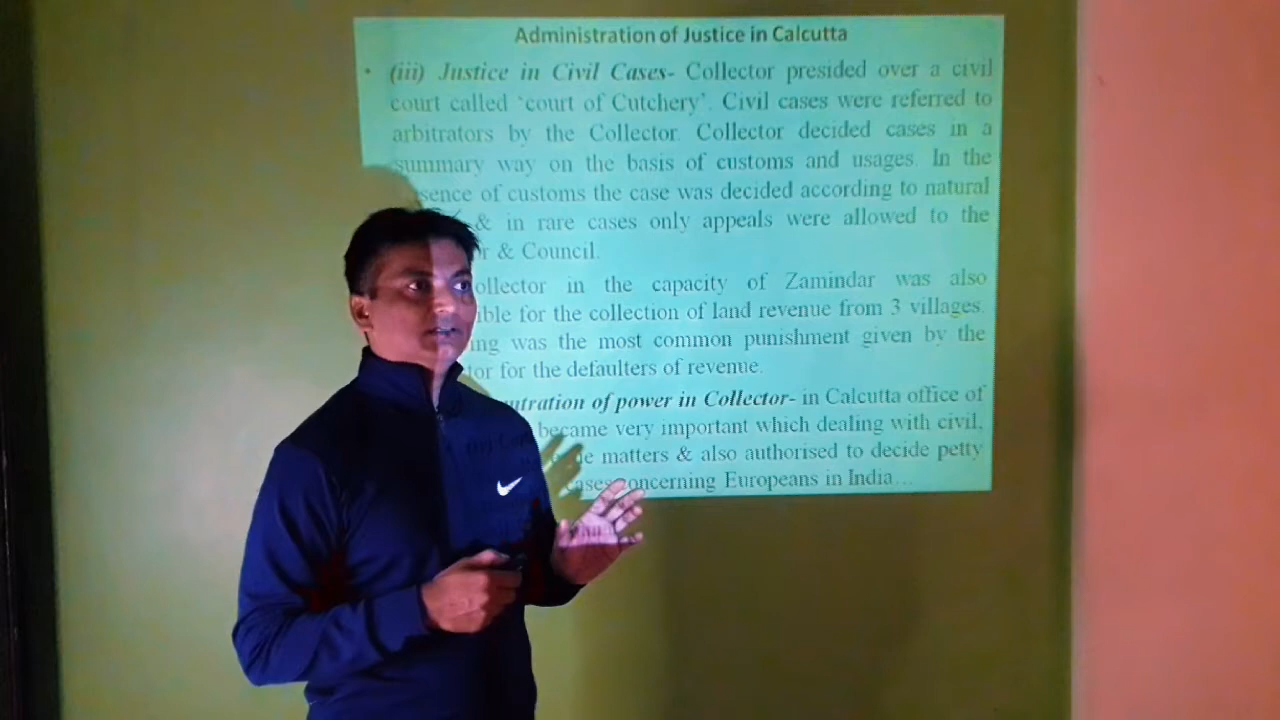 Administration of Justice in Calcutta
• (iii) Justice in Civil Cases- Collector presided over a civil
court called `court of Cutchery'. Civil cases were referred to
arbitrators by the Collector. Collector decided cases in a
summary way on the basis of customs and usages. In the
sence of customs the case was decided according to natural
& in rare cases only appeals were allowed to the
r & Council.
ollector in the capacity of Zamindar was also
ible for the collection of land revenue from 3 villages.
ing was the most common punishment given by the
tor for the defaulters of revenue.
ntration of power in Collector- in Calcutta office of
became very important which dealing with civil,
ue matters & also authorised to decide petty
cases concerning Europeans in India...